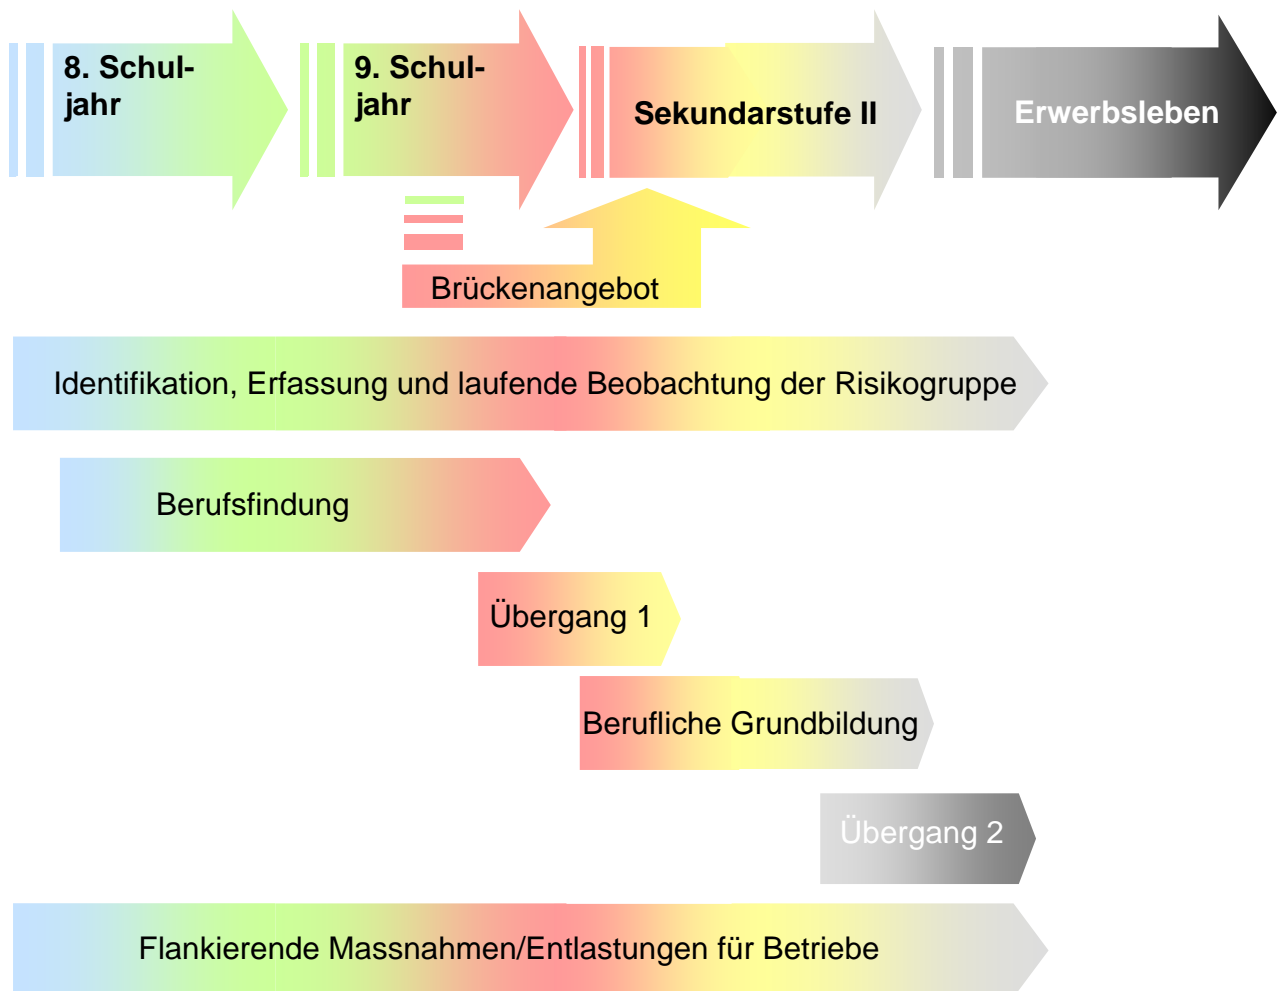 8. Schul-
jahr
9. Schul-
jahr
Sekundarstufe II
Erwerbsleben
Brückenangebot
Identifikation, Erfassung und laufende Beobachtung der Risikogruppe
Berufsfindung
Übergang 1
Berufliche Grundbildung
Übergang 2
Flankierende Massnahmen/Entlastungen für Betriebe